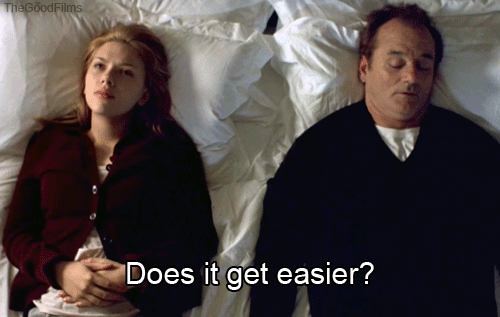 TheGoodFilms
Does it get easier?